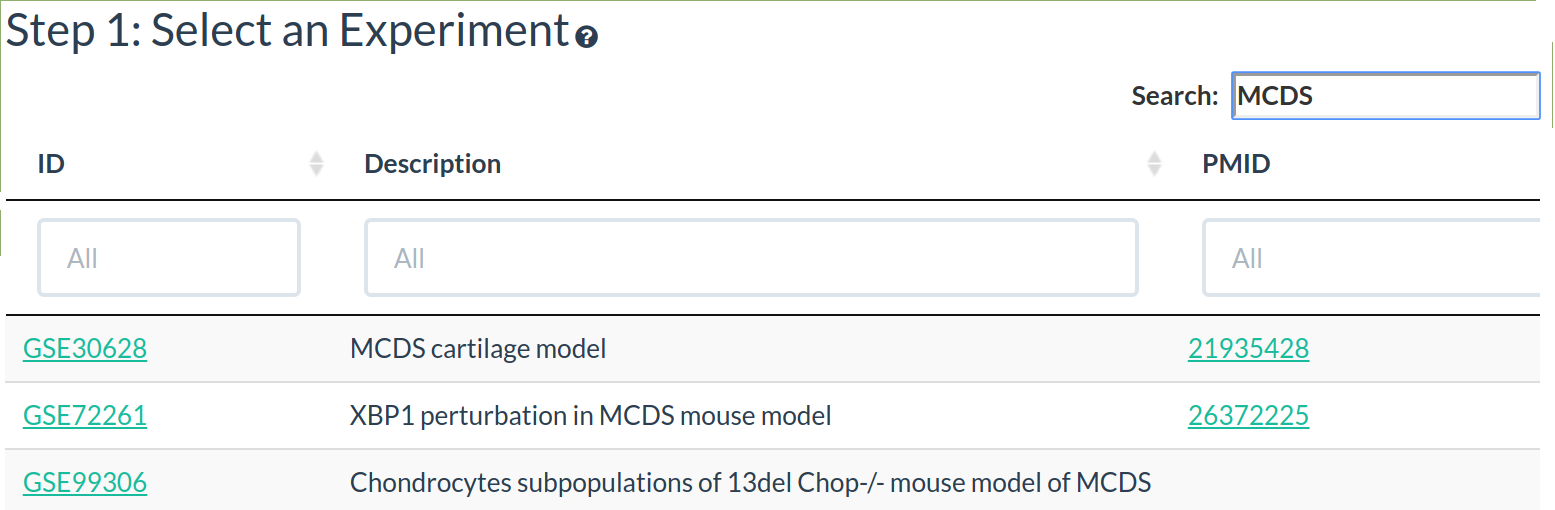 Step 1: Select an Experiment ?
Search: MCDS
ID Description PMID
All All All
GSE30628 MCDS cartilage model 21935428
GSE72261 XBP1 perturbation in MCDS mouse model 26372225
GSE99306 Chondrocytes subpopulations of 13del Chop-/- mouse model of MCDS